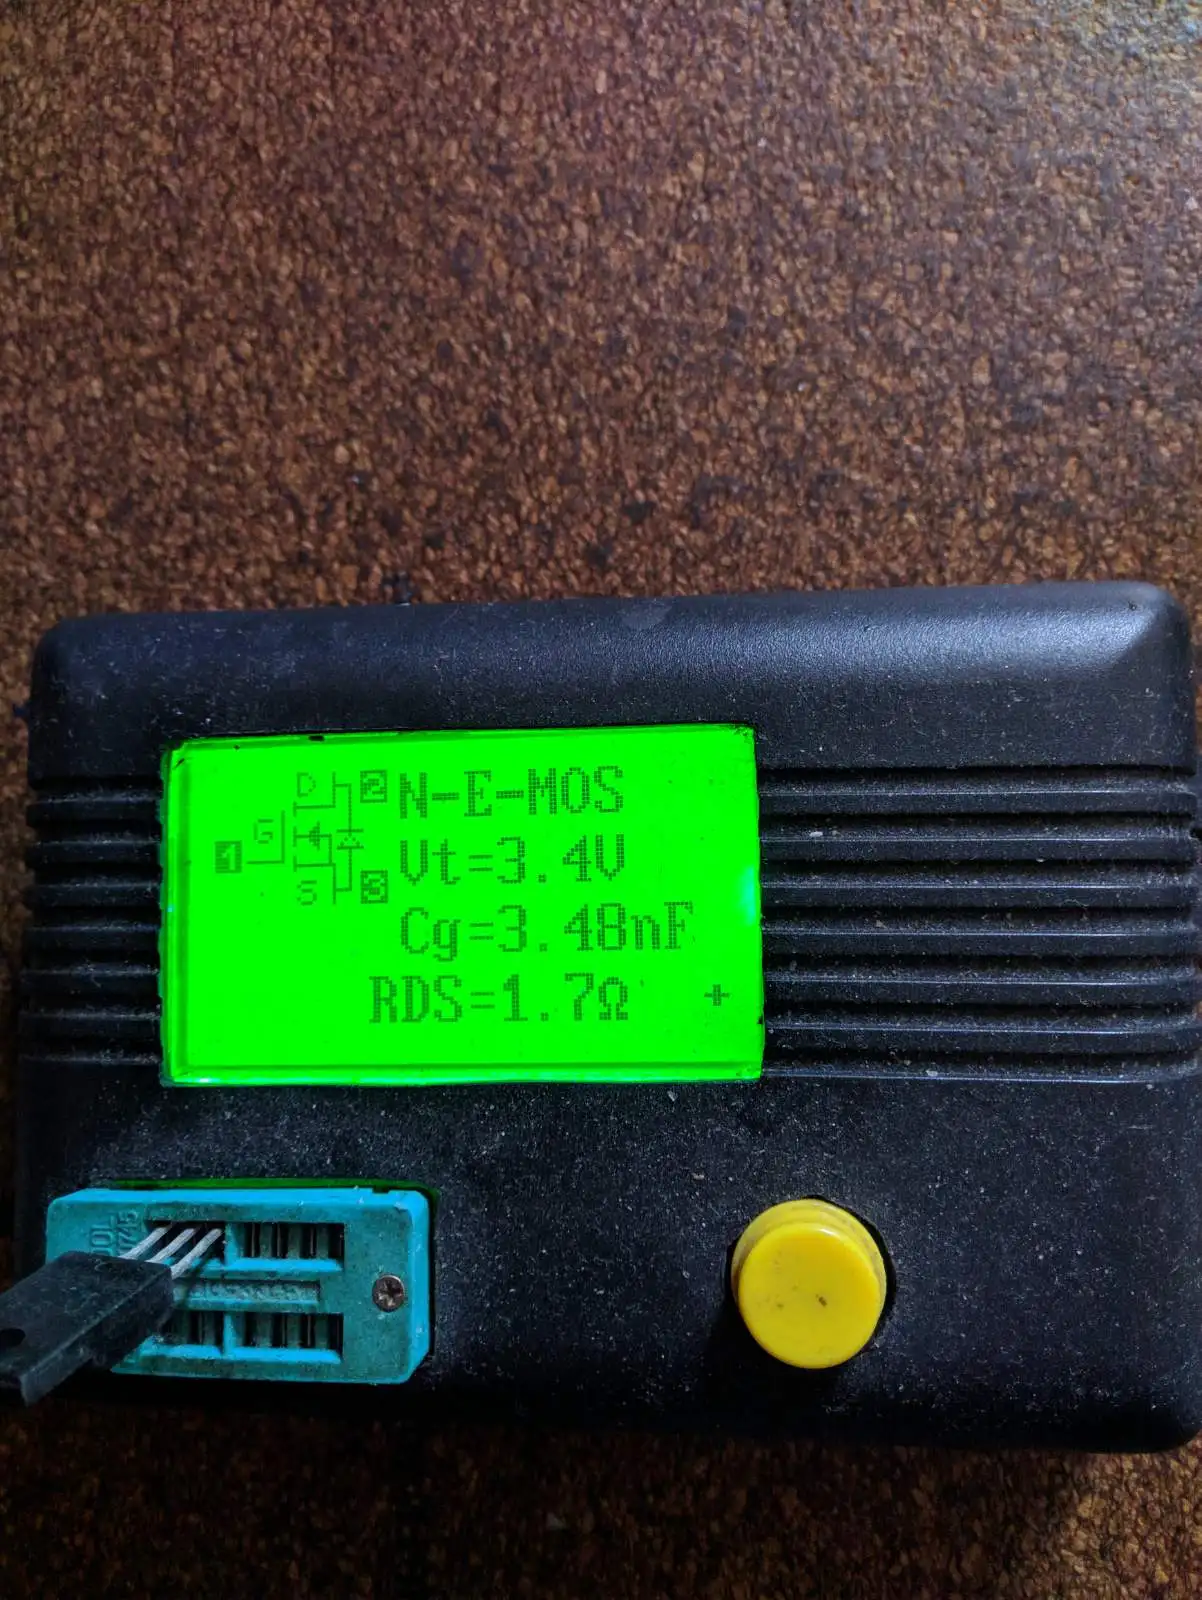 D 2 N-E-MOS
1 G Vt=3.4V
S 3
Cg=3.48nF
RDS=1.7Ω +